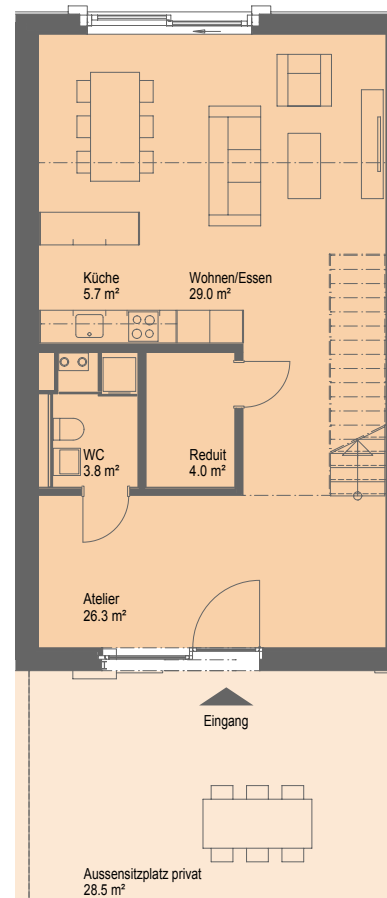 Küche
5.7 m²
Wohnen/Essen
29.0 m²
WC
3.8 m²
Reduit
4.0 m²
Atelier
26.3 m²
Eingang
Aussensitzplatz privat
28.5 m²